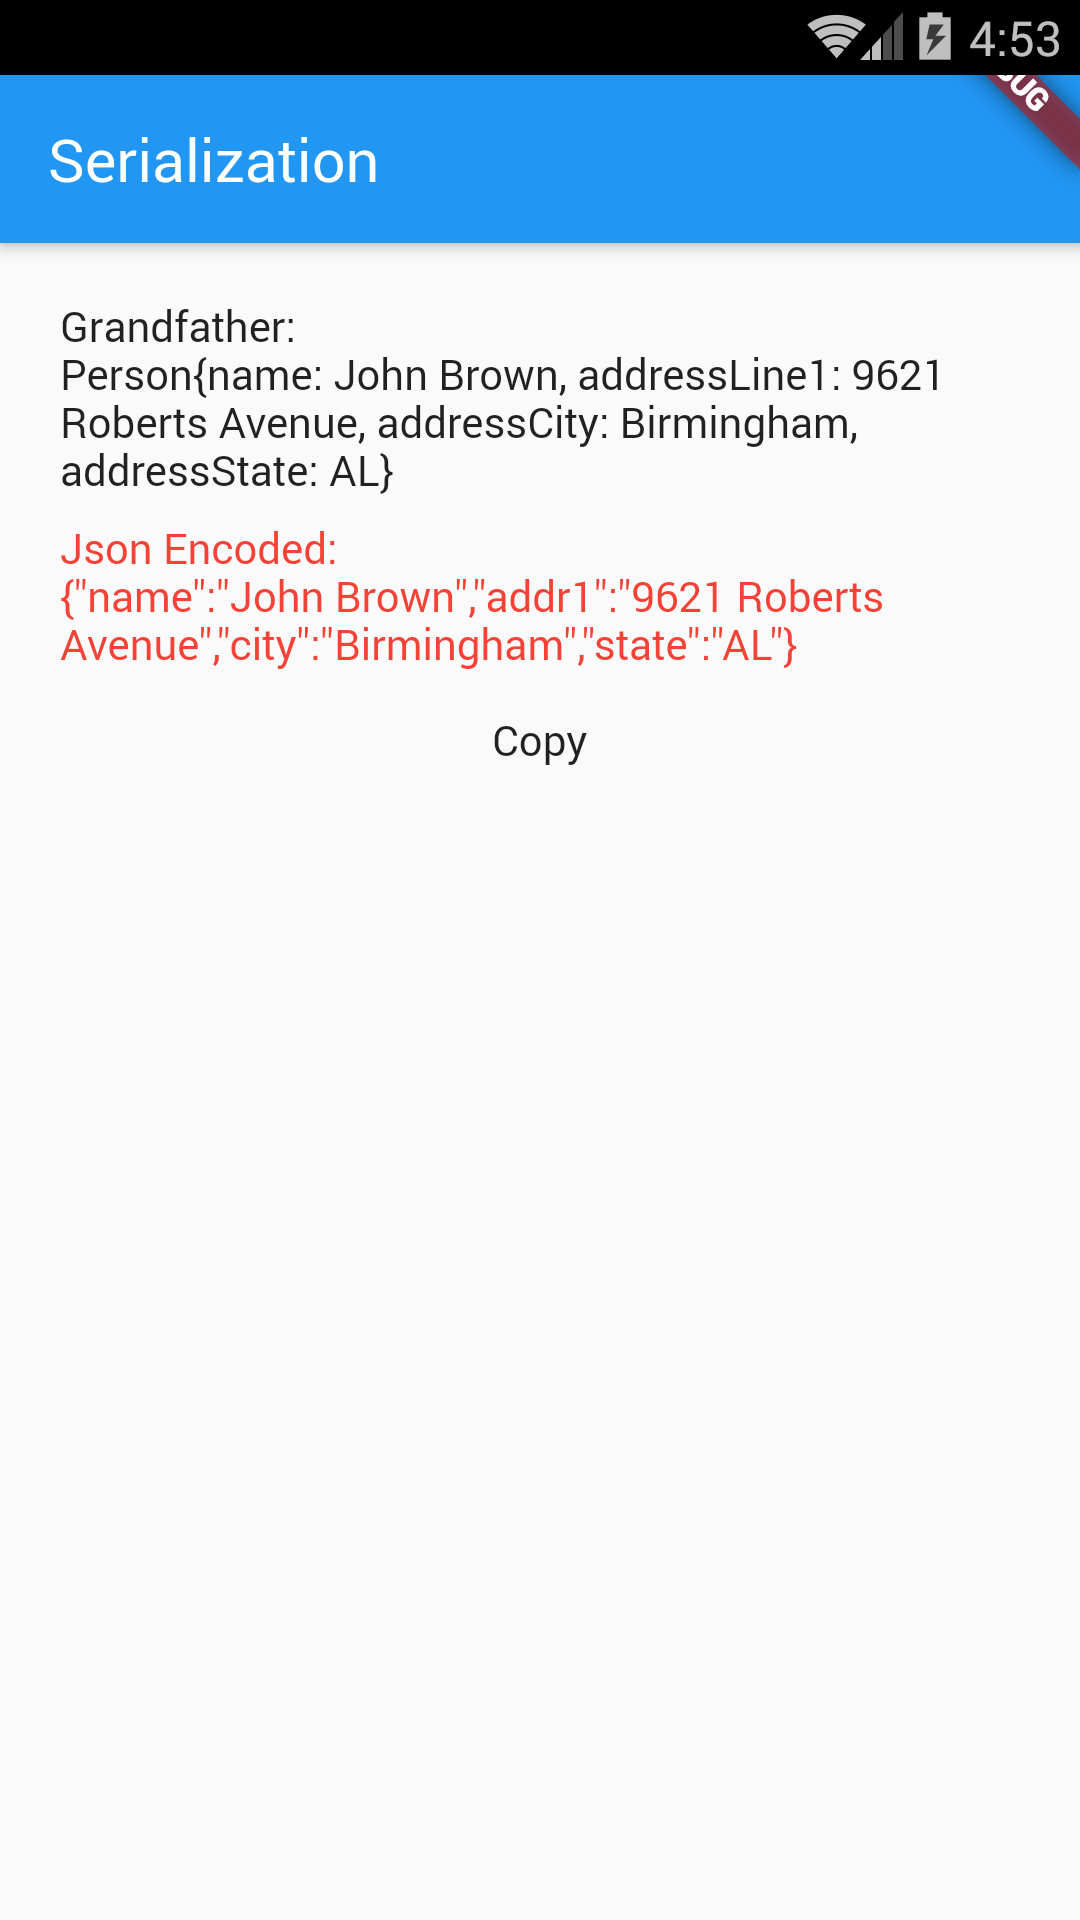 4:53
Serialization
Grandfather:
Person{name: John Brown, addressLine1: 9621
Roberts Avenue, addressCity: Birmingham,
addressState: AL}
Json Encoded:
{"name":"John Brown","addr1":"9621 Roberts
Avenue","city":"Birmingham","state":"AL"}
Copy